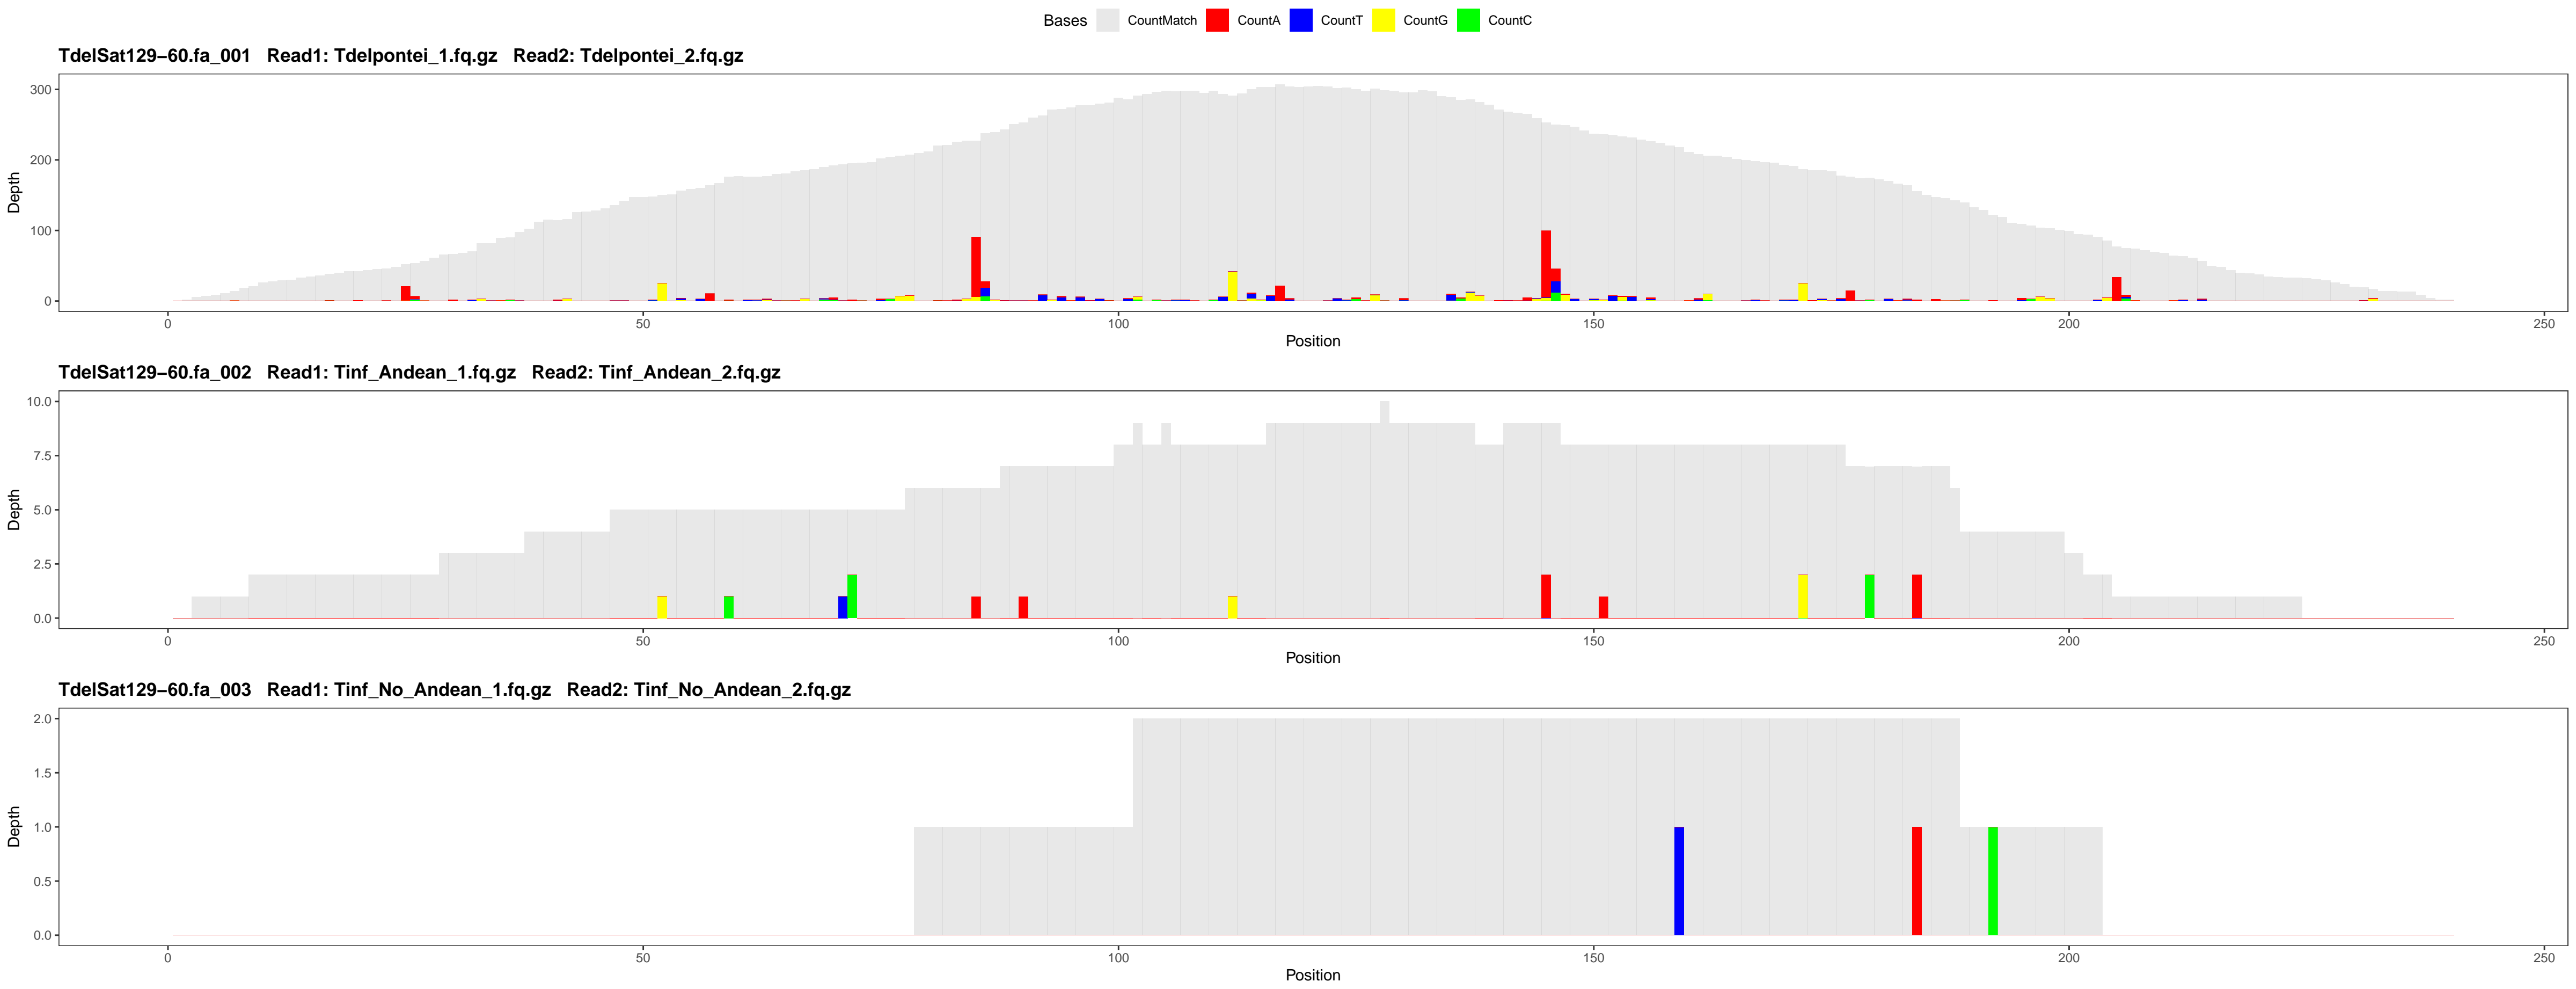 Bases CountMatch CountA CountT CountG CountC
TdelSat129−60.fa_001 Read1: Tdelpontei_1.fq.gz Read2: Tdelpontei_2.fq.gz
300
200
100
0
Depth
0 50 100 150 200 250
Position
TdelSat129−60.fa_002 Read1: Tinf_Andean_1.fq.gz Read2: Tinf_Andean_2.fq.gz
10.0
7.5
5.0
2.5
0.0
Depth
0 50 100 150 200 250
Position
TdelSat129−60.fa_003 Read1: Tinf_No_Andean_1.fq.gz Read2: Tinf_No_Andean_2.fq.gz
2.0
1.5
1.0
0.5
0.0
Depth
0 50 100 150 200 250
Position